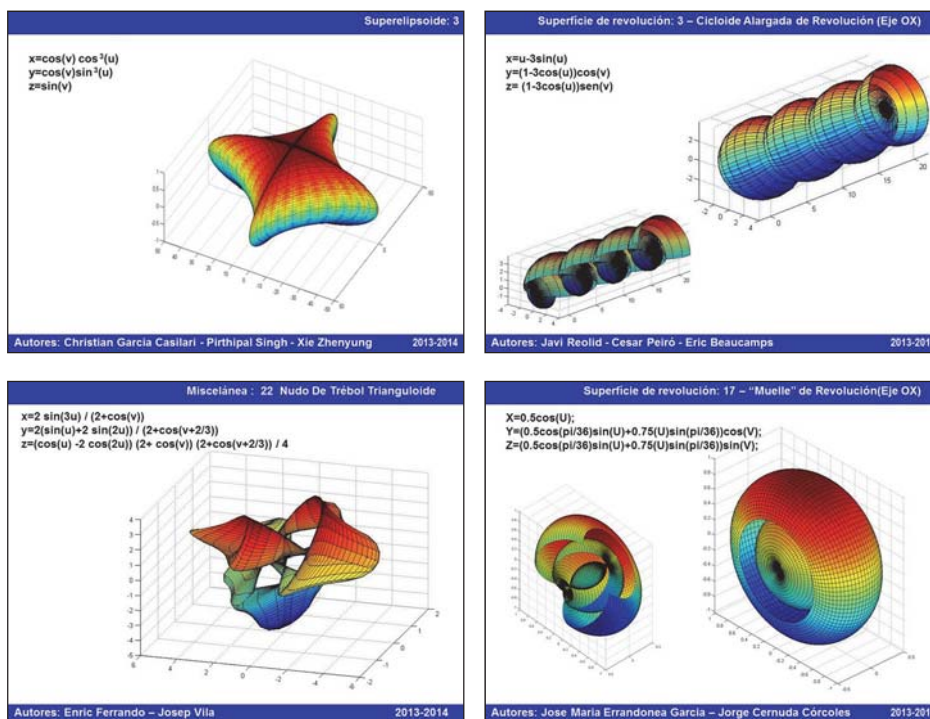 Superelipsoide: 3
x=cos(v) cos³(u)
y=cos(v)sin³(u)
z=sin(v)
Autores: Christian Garcia Casilari - Pirthipal Singh - Xie Zhenyung 2013-2014
Superfície de revolución: 3 – Cicloide Alargada de Revolución (Eje OX)
x=u-3sin(u)
y=(1-3cos(u))cos(v)
z= (1-3cos(u))sen(v)
Autores: Javi Reolid - Cesar Peiró - Eric Beaucamps 2013-201
Miscelánea : 22 Nudo De Trébol Trianguloide
x=2 sin(3u) / (2+cos(v))
y=2(sin(u)+2 sin(2u)) / (2+cos(v+2/3))
z=(cos(u) -2 cos(2u)) (2+ cos(v)) (2+cos(v+2/3)) / 4
Autores: Enric Ferrando – Josep Vila 2013-2014
Superfície de revolución: 17 – “Muelle” de Revolución(Eje OX)
X=0.5cos(U);
Y=(0.5cos(pi/36)sin(U)+0.75(U)sin(pi/36))cos(V);
Z=(0.5cos(pi/36)sin(U)+0.75(U)sin(pi/36))sin(V);
Autores: Jose Maria Errandonea Garcia – Jorge Cernuda Córcoles 2013-201